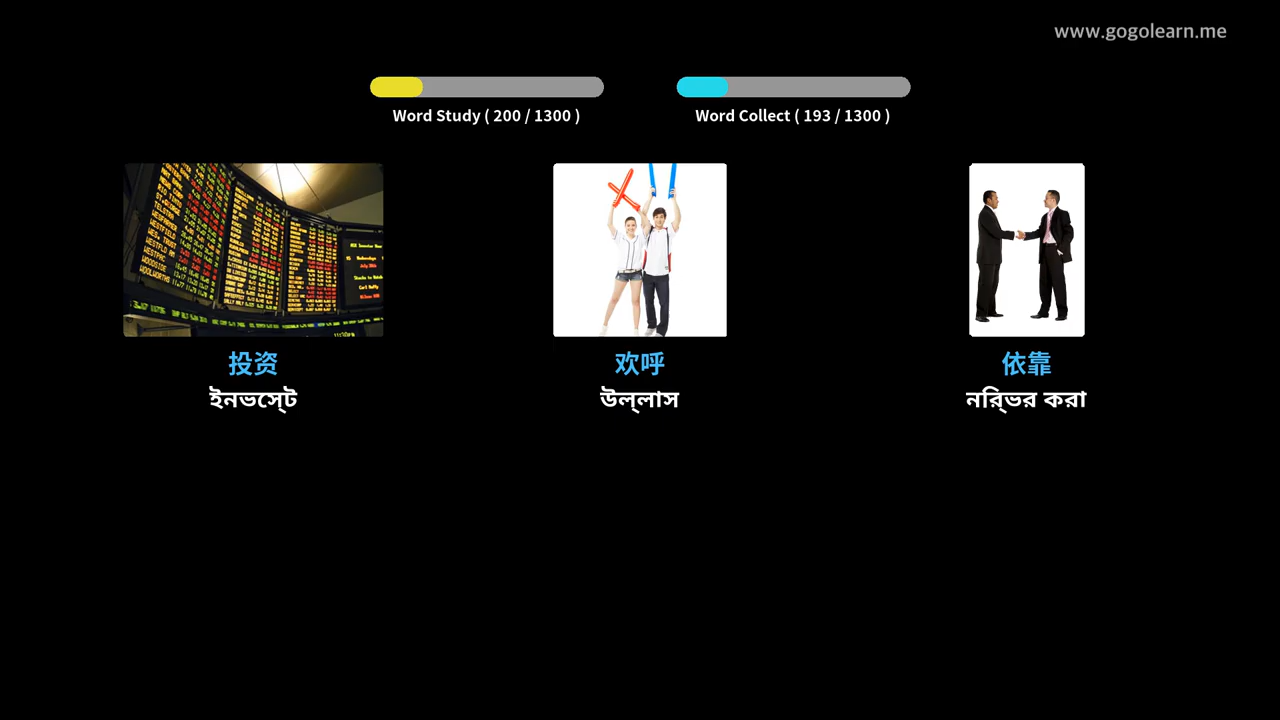 www.gogolearn.me
Word Study ( 200 / 1300 )
Word Collect ( 193 / 1300 )
投资
欢呼
依靠
ইনভেস্ট
উল্লাস
নির্ভর করা